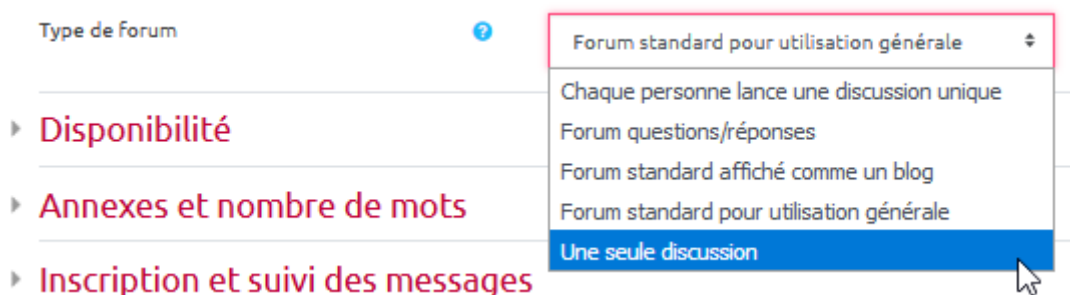 Type de forum
?
Forum standard pour utilisation générale
Chaque personne lance une discussion unique
Forum questions/réponses
Forum standard affiché comme un blog
Forum standard pour utilisation générale
Une seule discussion
Disponibilité
Annexes et nombre de mots
Inscription et suivi des messages